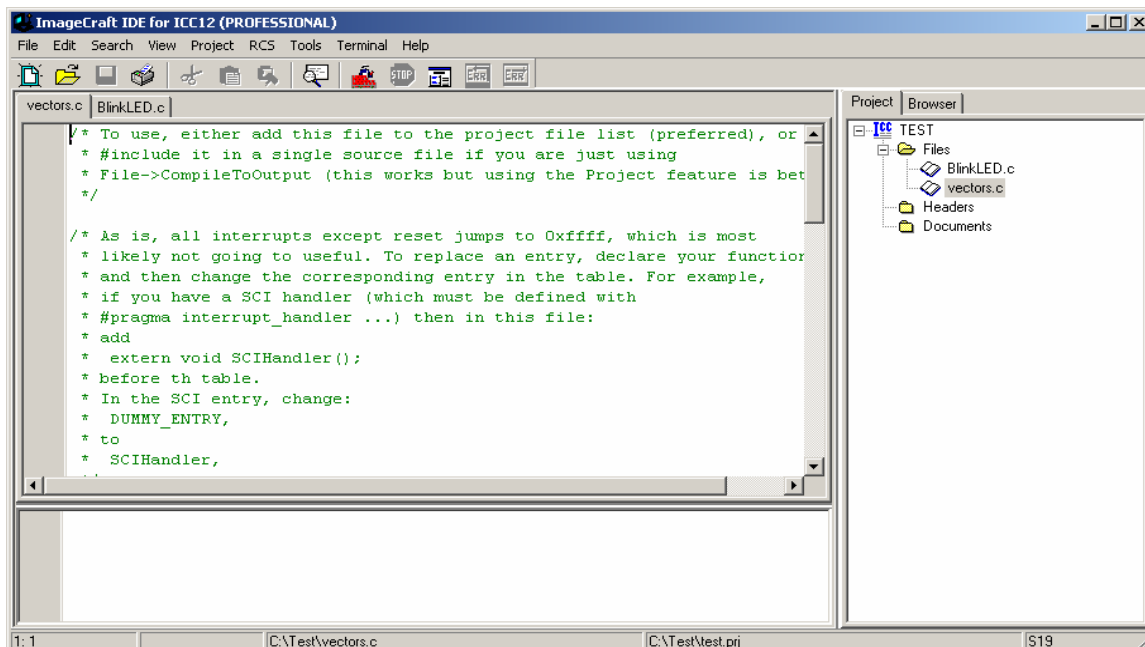 ImageCraft IDE for ICC12 (PROFESSIONAL)
File Edit Search View Project RCS Tools Terminal Help
STOP ERR ERR
vectors.c BlinkLED.c
/* To use, either add this file to the project file list (preferred), or
* #include it in a single source file if you are just using
* File->CompileToOutput (this works but using the Project feature is bet
*/
/* As is, all interrupts except reset jumps to 0xffff, which is most
* likely not going to useful. To replace an entry, declare your function
* and then change the corresponding entry in the table. For example,
* if you have a SCI handler (which must be defined with
* #pragma interrupt_handler ...) then in this file:
* add
*  extern void SCIHandler();
* before th table.
* In the SCI entry, change:
*  DUMMY_ENTRY,
* to
*  SCIHandler,
Project Browser
ICC TEST
Files
BlinkLED.c
vectors.c
Headers
Documents
1: 1 C:\Test\vectors.c C:\Test\test.prj S19